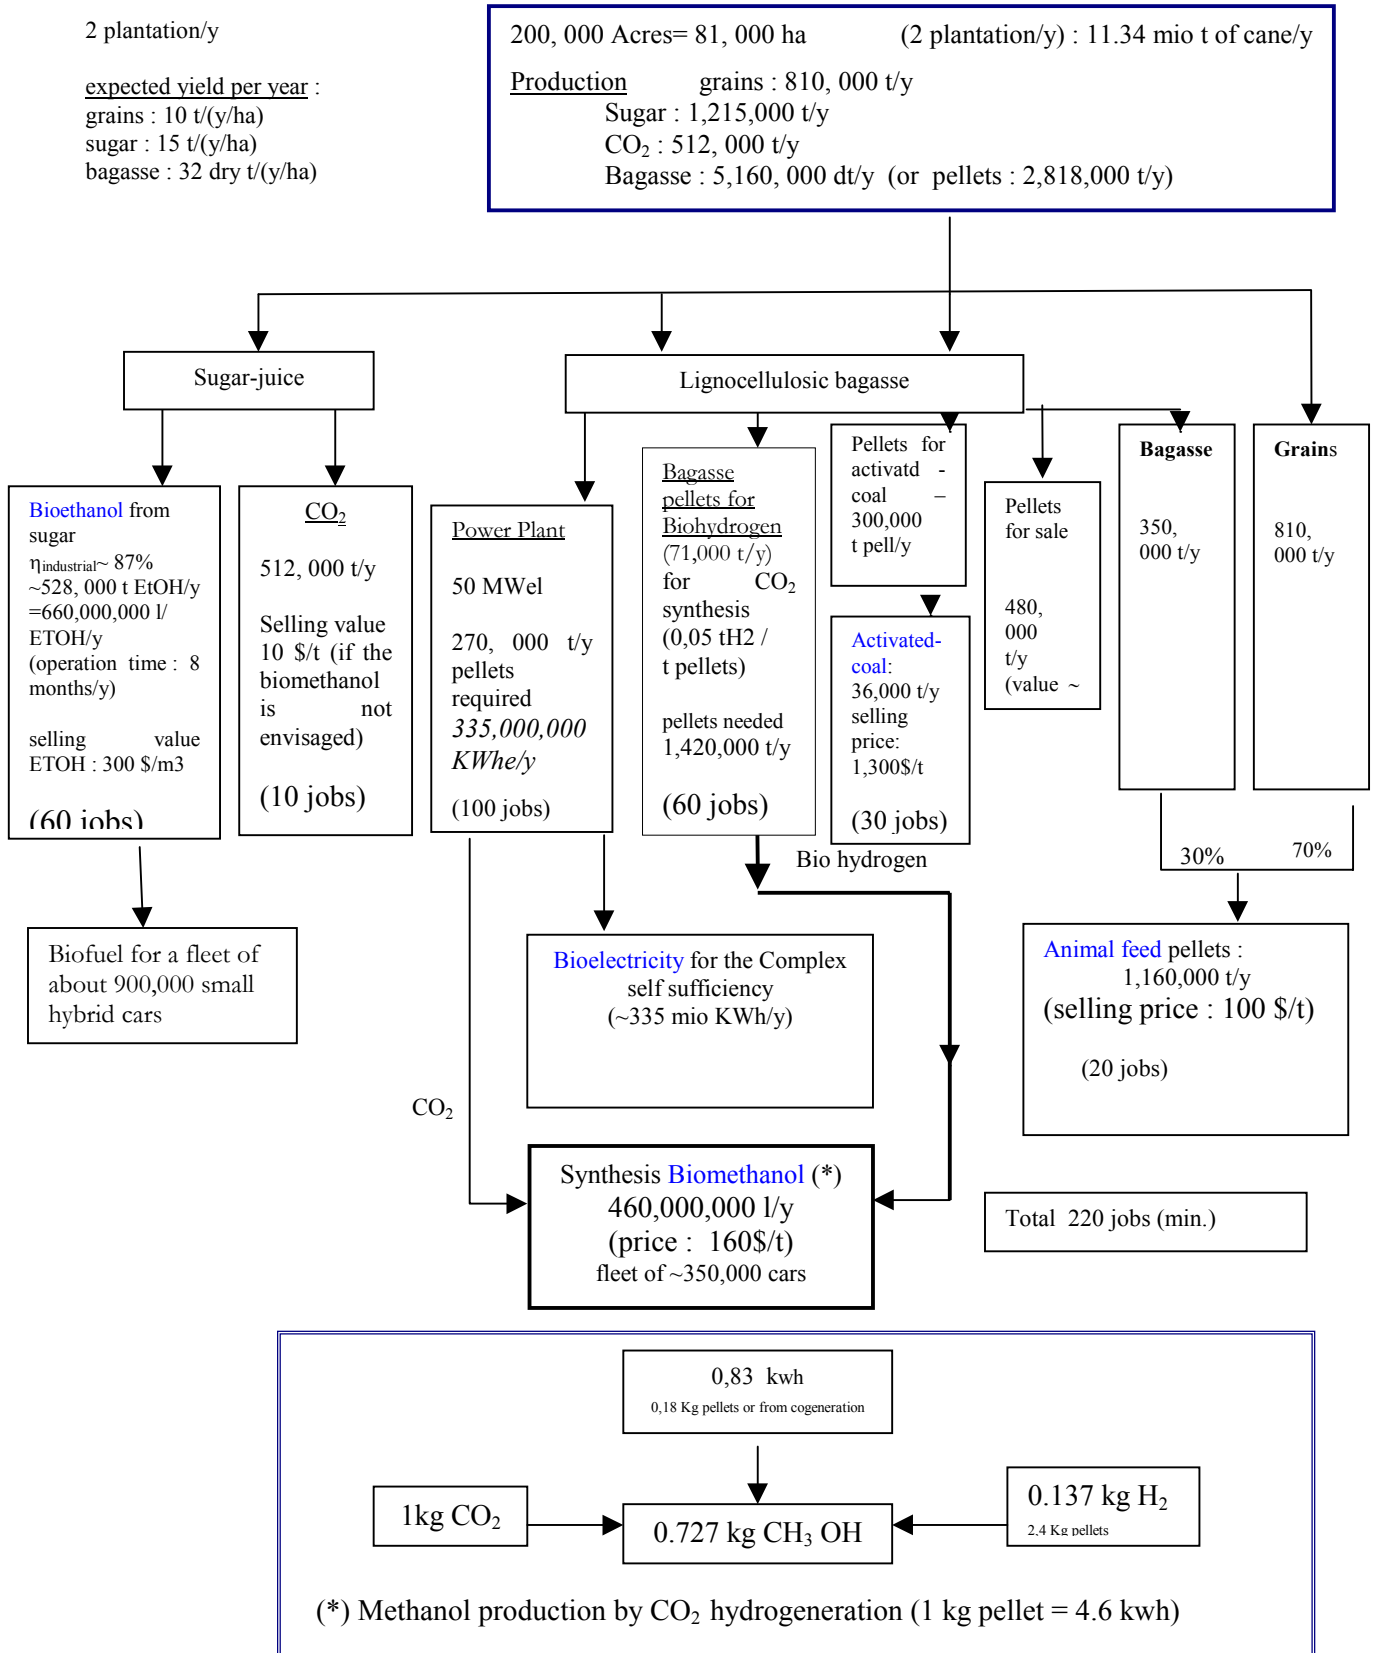 2 plantation/y
expected yield per year :
grains : 10 t/(y/ha)
sugar : 15 t/(y/ha)
bagasse : 32 dry t/(y/ha)
200, 000 Acres= 81, 000 ha (2 plantation/y) : 11.34 mio t of cane/y
Production grains : 810, 000 t/y
Sugar : 1,215,000 t/y
CO₂ : 512, 000 t/y
Bagasse : 5,160, 000 dt/y (or pellets : 2,818,000 t/y)
Sugar-juice
Lignocellulosic bagasse
Bioethanol from
sugar
ηindustrial~ 87%
~528, 000 t EtOH/y
=660,000,000 l/
ETOH/y
(operation time : 8
months/y)
selling value
ETOH : 300 $/m3
(60 jobs)
CO₂
512, 000 t/y
Selling value
10 $/t (if the
biomethanol
is not
envisaged)
(10 jobs)
Power Plant
50 MWel
270, 000 t/y
pellets
required
335,000,000
KWhe/y
(100 jobs)
Bagasse
pellets for
Biohydrogen
(71,000 t/y)
for CO₂
synthesis
(0,05 tH2 /
t pellets)
pellets needed
1,420,000 t/y
(60 jobs)
Pellets for
activatd -
coal –
300,000
t pell/y
Activated-
coal:
36,000 t/y
selling
price:
1,300$/t
(30 jobs)
Pellets
for sale
480,
000
t/y
(value ~
Bagasse
350,
000 t/y
Grains
810,
000 t/y
Bio hydrogen
30%
70%
Biofuel for a fleet of
about 900,000 small
hybrid cars
Bioelectricity for the Complex
self sufficiency
(~335 mio KWh/y)
Animal feed pellets :
1,160,000 t/y
(selling price : 100 $/t)
(20 jobs)
CO₂
Synthesis Biomethanol (*)
460,000,000 l/y
(price : 160$/t)
fleet of ~350,000 cars
Total 220 jobs (min.)
0,83 kwh
0,18 Kg pellets or from cogeneration
1kg CO₂
0.727 kg CH₃ OH
0.137 kg H₂
2,4 Kg pellets
(*) Methanol production by CO₂ hydrogeneration (1 kg pellet = 4.6 kwh)